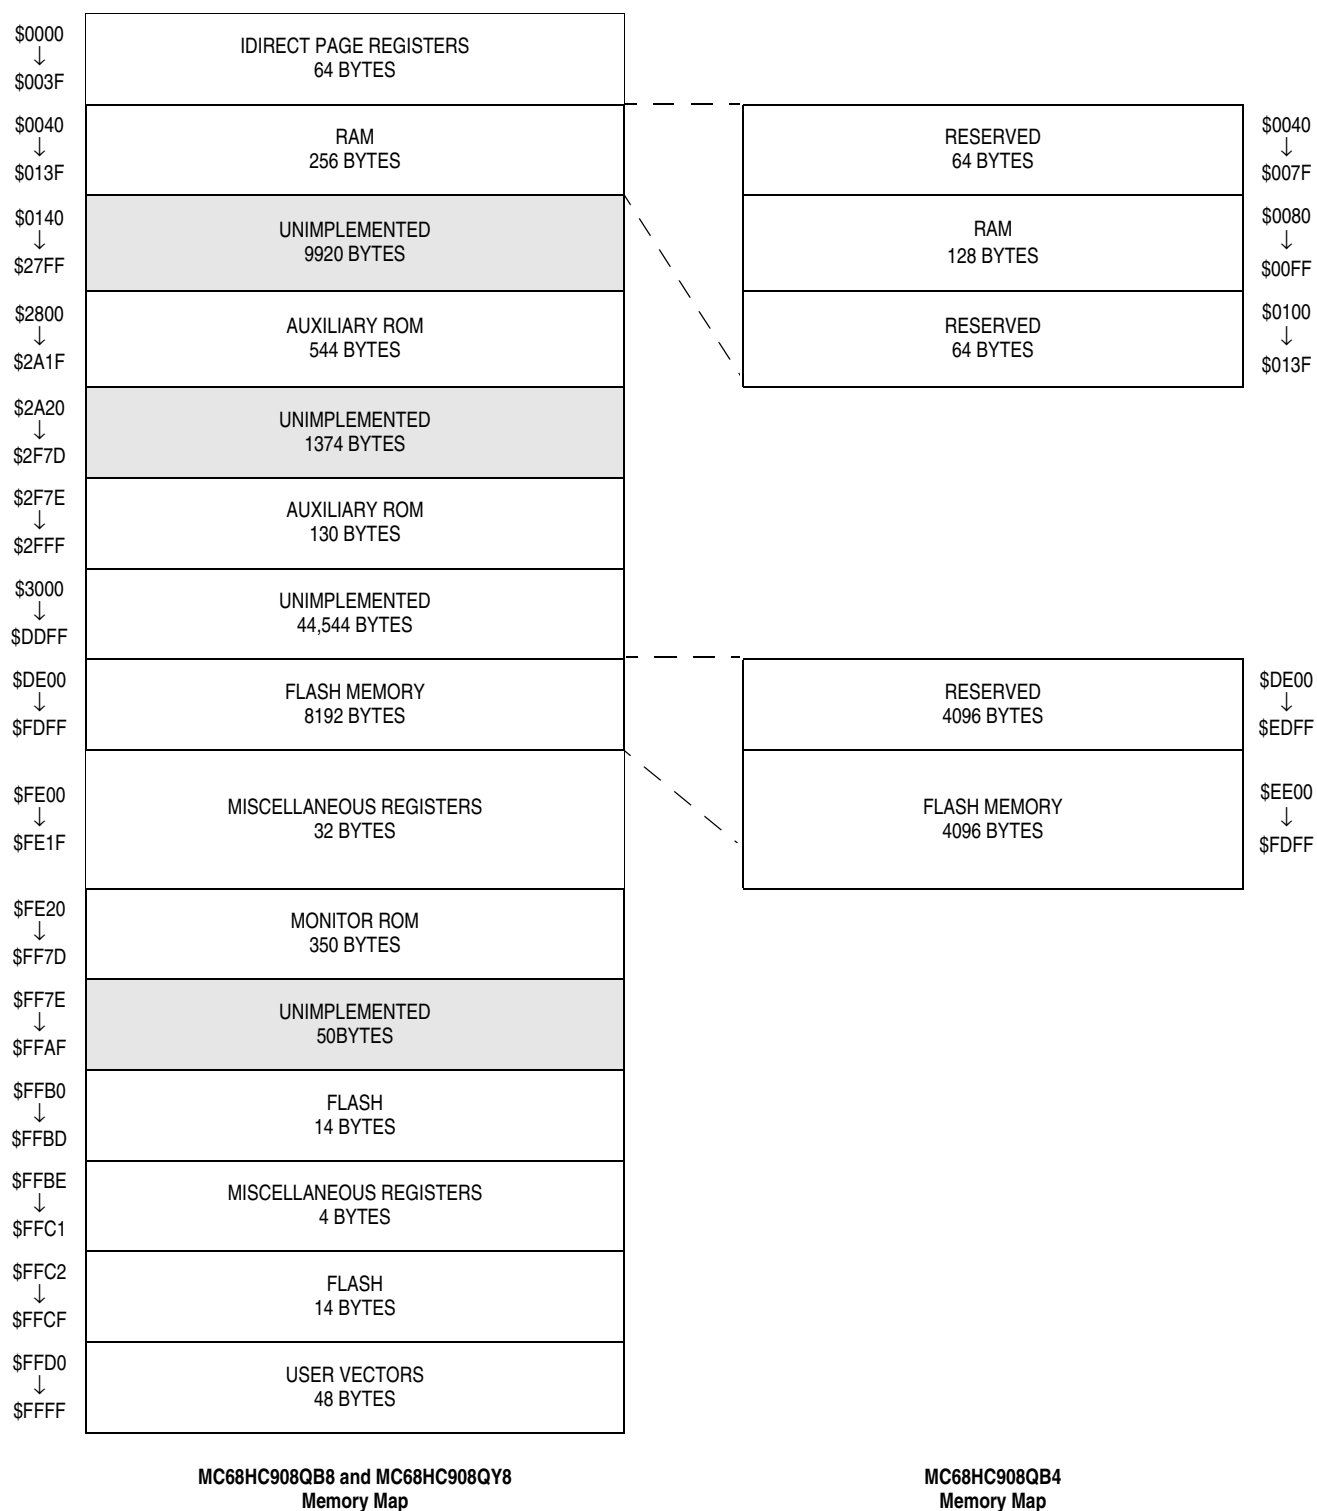 $0000
↓
$003F
IDIRECT PAGE REGISTERS
64 BYTES
$0040
↓
$013F
RAM
256 BYTES
$0140
↓
$27FF
UNIMPLEMENTED
9920 BYTES
$2800
↓
$2A1F
AUXILIARY ROM
544 BYTES
$2A20
↓
$2F7D
UNIMPLEMENTED
1374 BYTES
$2F7E
↓
$2FFF
AUXILIARY ROM
130 BYTES
$3000
↓
$DDFF
UNIMPLEMENTED
44,544 BYTES
$DE00
↓
$FDFF
FLASH MEMORY
8192 BYTES
$FE00
↓
$FE1F
MISCELLANEOUS REGISTERS
32 BYTES
$FE20
↓
$FF7D
MONITOR ROM
350 BYTES
$FF7E
↓
$FFAF
UNIMPLEMENTED
50BYTES
$FFB0
↓
$FFBD
FLASH
14 BYTES
$FFBE
↓
$FFC1
MISCELLANEOUS REGISTERS
4 BYTES
$FFC2
↓
$FFCF
FLASH
14 BYTES
$FFD0
↓
$FFFF
USER VECTORS
48 BYTES
MC68HC908QB8 and MC68HC908QY8
Memory Map
RESERVED
64 BYTES
$0040
↓
$007F
RAM
128 BYTES
$0080
↓
$00FF
RESERVED
64 BYTES
$0100
↓
$013F
RESERVED
4096 BYTES
$DE00
↓
$EDFF
FLASH MEMORY
4096 BYTES
$EE00
↓
$FDFF
MC68HC908QB4
Memory Map